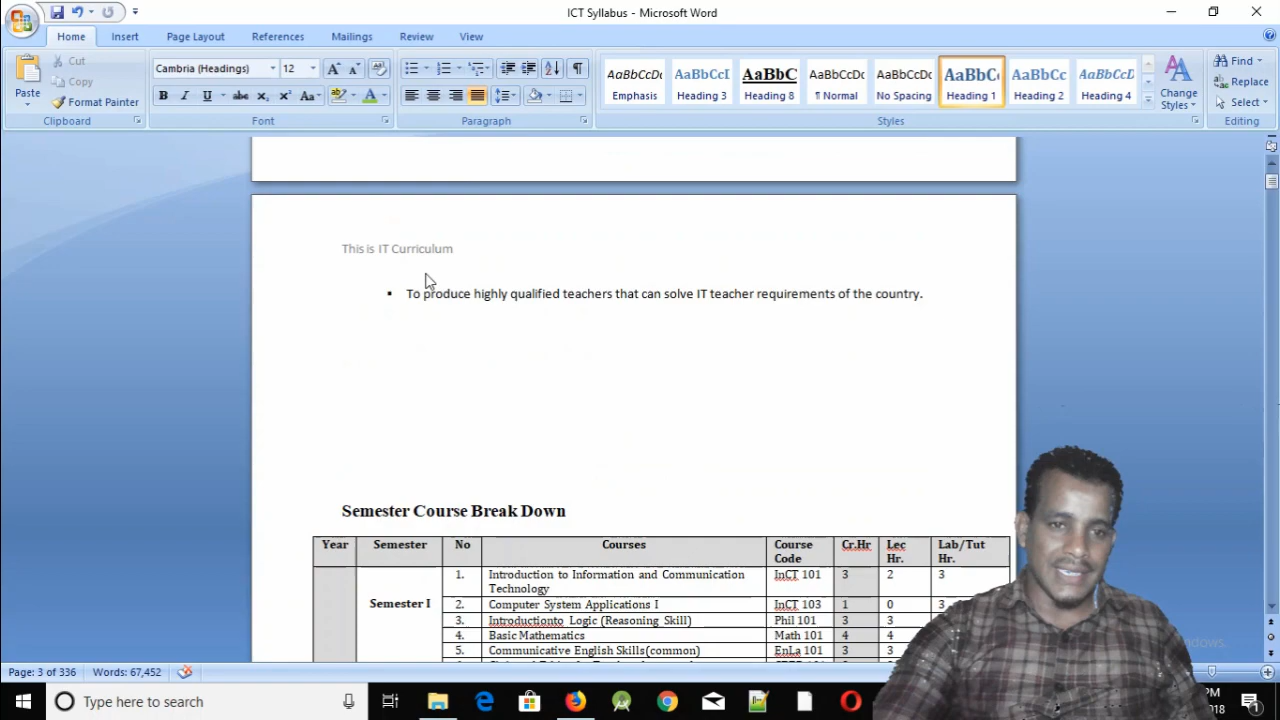 ICT Syllabus - Microsoft Word
Home Insert Page Layout References Mailings Review View
Paste
Cut
Copy
Format Painter
Clipboard
Cambria (Headings) 12
B I U abc X₂ X² Aa
Font
Paragraph
AaBbCcDc AaBbCcI AaBbC AaBbCcDc AaBbCcDc AaBbCc AaBbCc AaBbCcD
Emphasis Heading 3 Heading 8 ¶ Normal No Spacing Heading 1 Heading 2 Heading 4
Change Styles
Styles
Find
Replace
Select
Editing
This is IT Curriculum
▪ To produce highly qualified teachers that can solve IT teacher requirements of the country.
Semester Course Break Down
Year Semester No Courses Course Code Cr.Hr Lec Hr. Lab/Tut Hr.
Semester I
1. Introduction to Information and Communication Technology InCT 101 3 2 3
2. Computer System Applications I InCT 103 1 0 3
3. Introductionto Logic (Reasoning Skill) Phil 101 3 3
4. Basic Mathematics Math 101 4 4
5. Communicative English Skills(common) EnLa 101 3 3
Page: 3 of 336 Words: 67,452
Type here to search
PM
2018